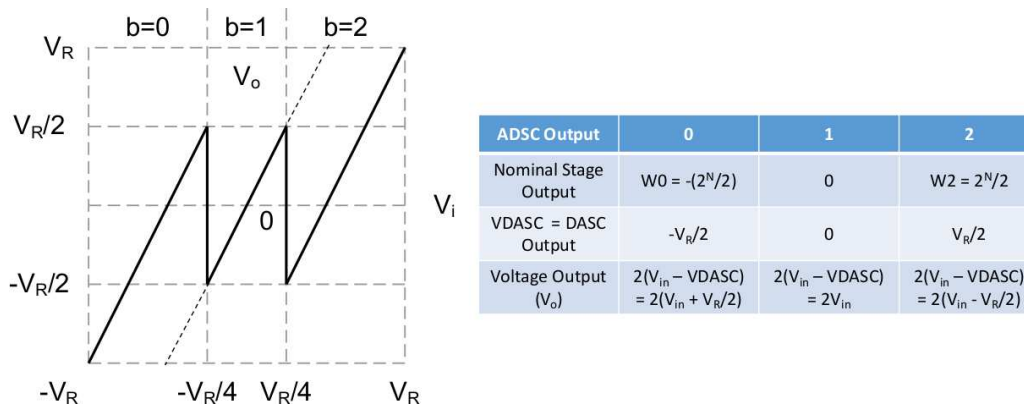 b=0 b=1 b=2
V_R
V_o
V_R/2
0
V_i
-V_R/2
-V_R -V_R/4 V_R/4 V_R
ADSC Output 0 1 2
Nominal Stage
Output
W0 = -(2^N/2) 0 W2 = 2^N/2
VDASC = DASC
Output
-V_R/2 0 V_R/2
Voltage Output
(V_o)
2(V_in – VDASC)
= 2(V_in + V_R/2)
2(V_in – VDASC)
= 2V_in
2(V_in – VDASC)
= 2(V_in - V_R/2)